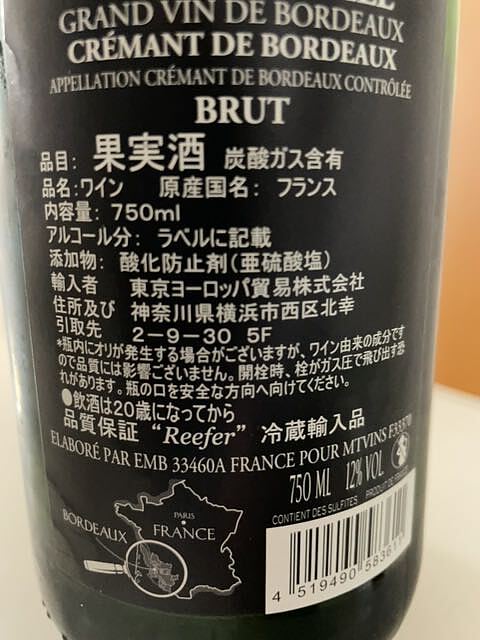 GRAND VIN DE BORDEAUX
CRÉMANT DE BORDEAUX
APPELLATION CRÉMANT DE BORDEAUX CONTRÔLÉE
BRUT
品目: 果実酒 炭酸ガス含有
品名:ワイン 原産国名: フランス
内容量: 750ml
アルコール分: ラベルに記載
添加物: 酸化防止剤(亜硫酸塩)
輸入者 東京ヨーロッパ貿易株式会社
住所及び 神奈川県横浜市西区北幸
引取先 2-9-30 5F
*瓶内にオリが発生する場合がございますが、ワイン由来の成分です
ので品質には影響ございません。開栓時、栓がガス圧で飛び出す恐
れがあります。瓶の口を安全な方向へ向けてください。
●飲酒は20歳になってから
品質保証 “Reefer” 冷蔵輸入品
ELABORÉ PAR EMB 33460A FRANCE POUR MTVINS F33370
750 ML 12% VOL
CONTIENT DES SULFITES PRODUIT DE FRANCE
PARIS
FRANCE
BORDEAUX
4 519490 58361